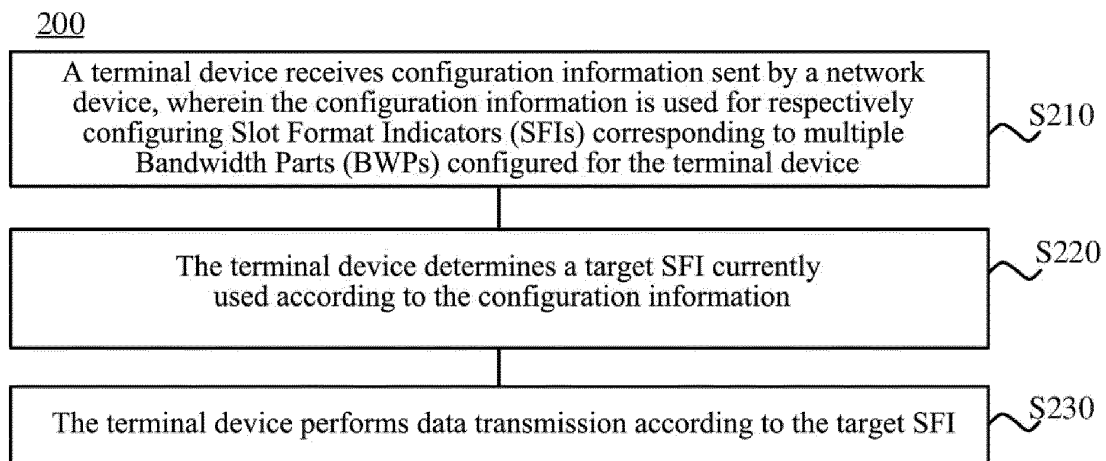 200
A terminal device receives configuration information sent by a network
device, wherein the configuration information is used for respectively
configuring Slot Format Indicators (SFIs) corresponding to multiple
Bandwidth Parts (BWPs) configured for the terminal device
S210
The terminal device determines a target SFI currently
used according to the configuration information
S220
The terminal device performs data transmission according to the target SFI
S230